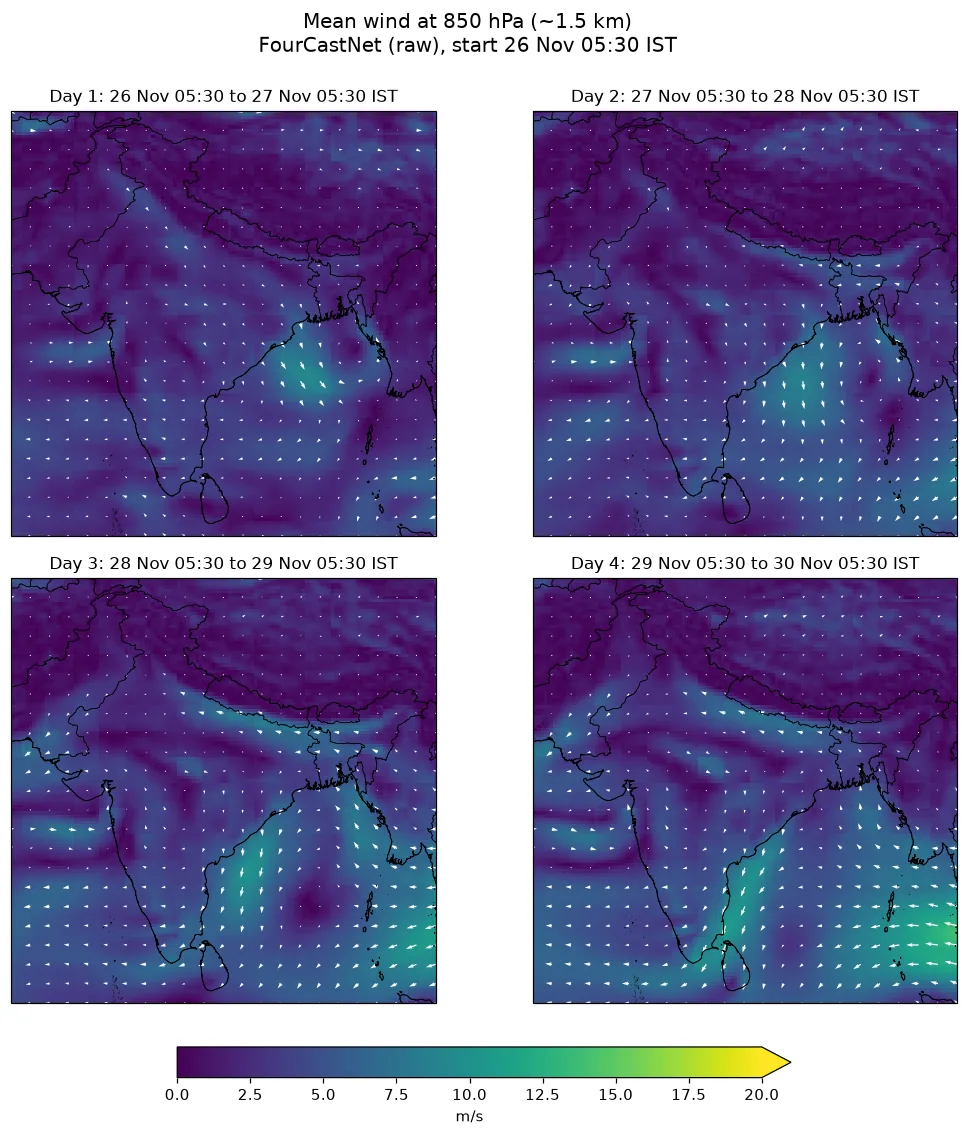 Mean wind at 850 hPa (~1.5 km)
FourCastNet (raw), start 26 Nov 05:30 IST
Day 1: 26 Nov 05:30 to 27 Nov 05:30 IST
Day 2: 27 Nov 05:30 to 28 Nov 05:30 IST
Day 3: 28 Nov 05:30 to 29 Nov 05:30 IST
Day 4: 29 Nov 05:30 to 30 Nov 05:30 IST
0.0 2.5 5.0 7.5 10.0 12.5 15.0 17.5 20.0
m/s